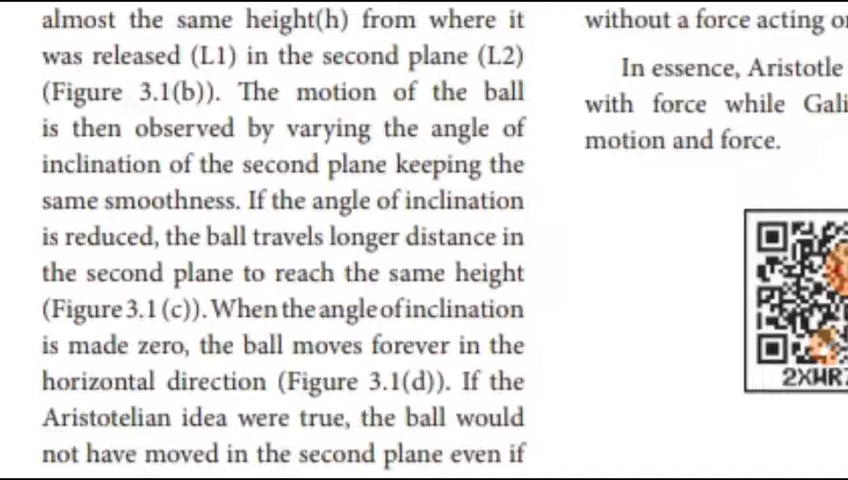 almost the same height(h) from where it
was released (L1) in the second plane (L2)
(Figure 3.1(b)). The motion of the ball
is then observed by varying the angle of
inclination of the second plane keeping the
same smoothness. If the angle of inclination
is reduced, the ball travels longer distance in
the second plane to reach the same height
(Figure 3.1 (c)). When the angle of inclination
is made zero, the ball moves forever in the
horizontal direction (Figure 3.1(d)). If the
Aristotelian idea were true, the ball would
not have moved in the second plane even if
without a force acting
In essence, Aristotle
with force while
motion and force.